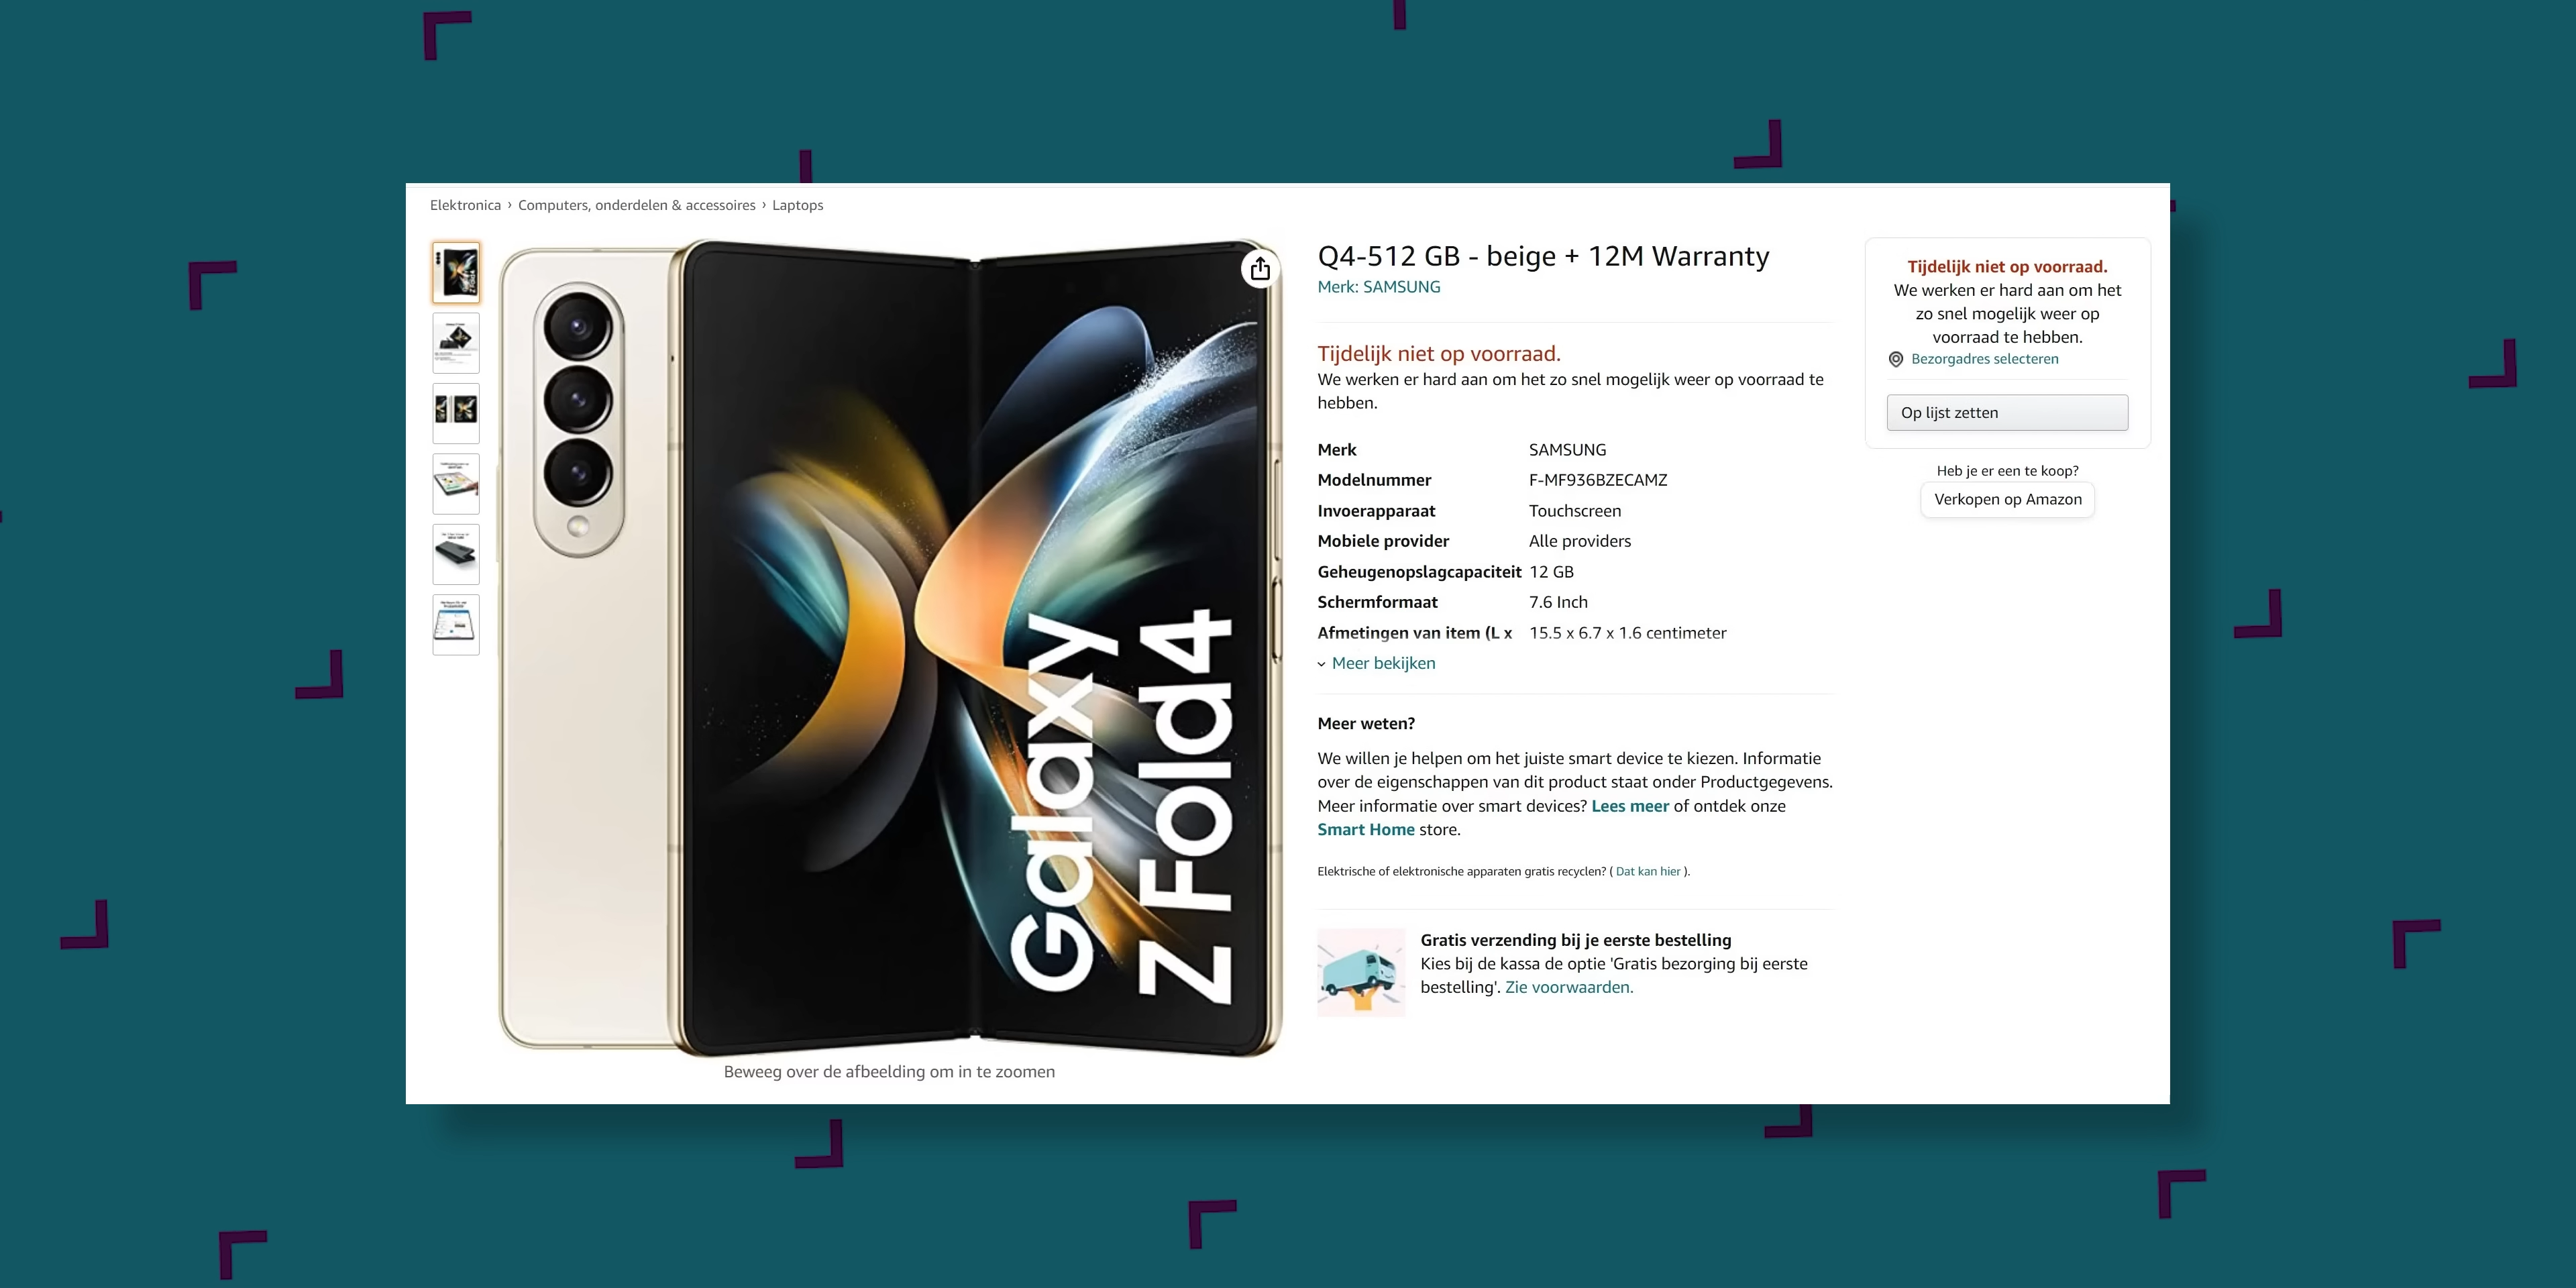 Elektronica › Computers, onderdelen & accessoires › Laptops
Galaxy
Z Fold4
Beweeg over de afbeelding om in te zoomen
Q4-512 GB - beige + 12M Warranty
Merk: SAMSUNG
Tijdelijk niet op voorraad.
We werken er hard aan om het zo snel mogelijk weer op voorraad te
hebben.
Merk SAMSUNG
Modelnummer F-MF936BZECAMZ
Invoerapparaat Touchscreen
Mobiele provider Alle providers
Geheugenopslagcapaciteit 12 GB
Schermformaat 7.6 Inch
Afmetingen van item (L x 15.5 x 6.7 x 1.6 centimeter
Meer bekijken
Meer weten?
We willen je helpen om het juiste smart device te kiezen. Informatie
over de eigenschappen van dit product staat onder Productgegevens.
Meer informatie over smart devices? Lees meer of ontdek onze
Smart Home store.
Elektrische of elektronische apparaten gratis recyclen? ( Dat kan hier ).
Gratis verzending bij je eerste bestelling
Kies bij de kassa de optie 'Gratis bezorging bij eerste
bestelling'. Zie voorwaarden.
Tijdelijk niet op voorraad.
We werken er hard aan om het
zo snel mogelijk weer op
voorraad te hebben.
Bezorgadres selecteren
Op lijst zetten
Heb je er een te koop?
Verkopen op Amazon